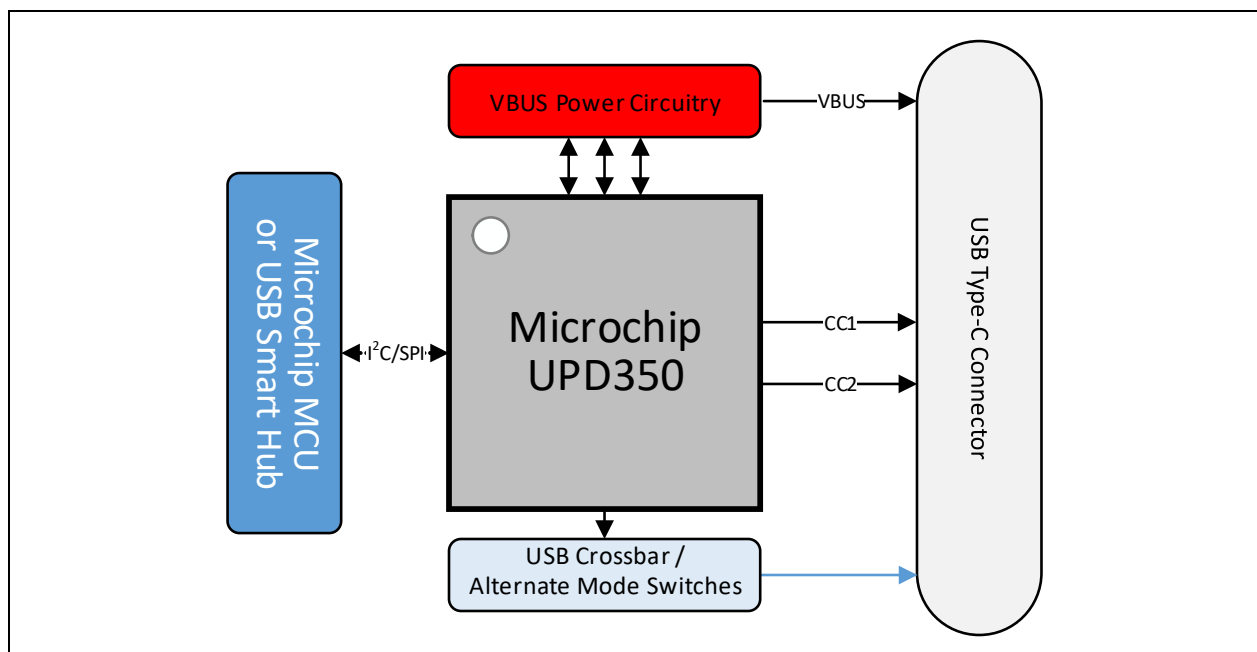 VBUS Power Circuitry
VBUS
Microchip MCU
or USB Smart Hub
I²C/SPI
Microchip
UPD350
CC1
CC2
USB Type-C Connector
USB Crossbar /
Alternate Mode Switches